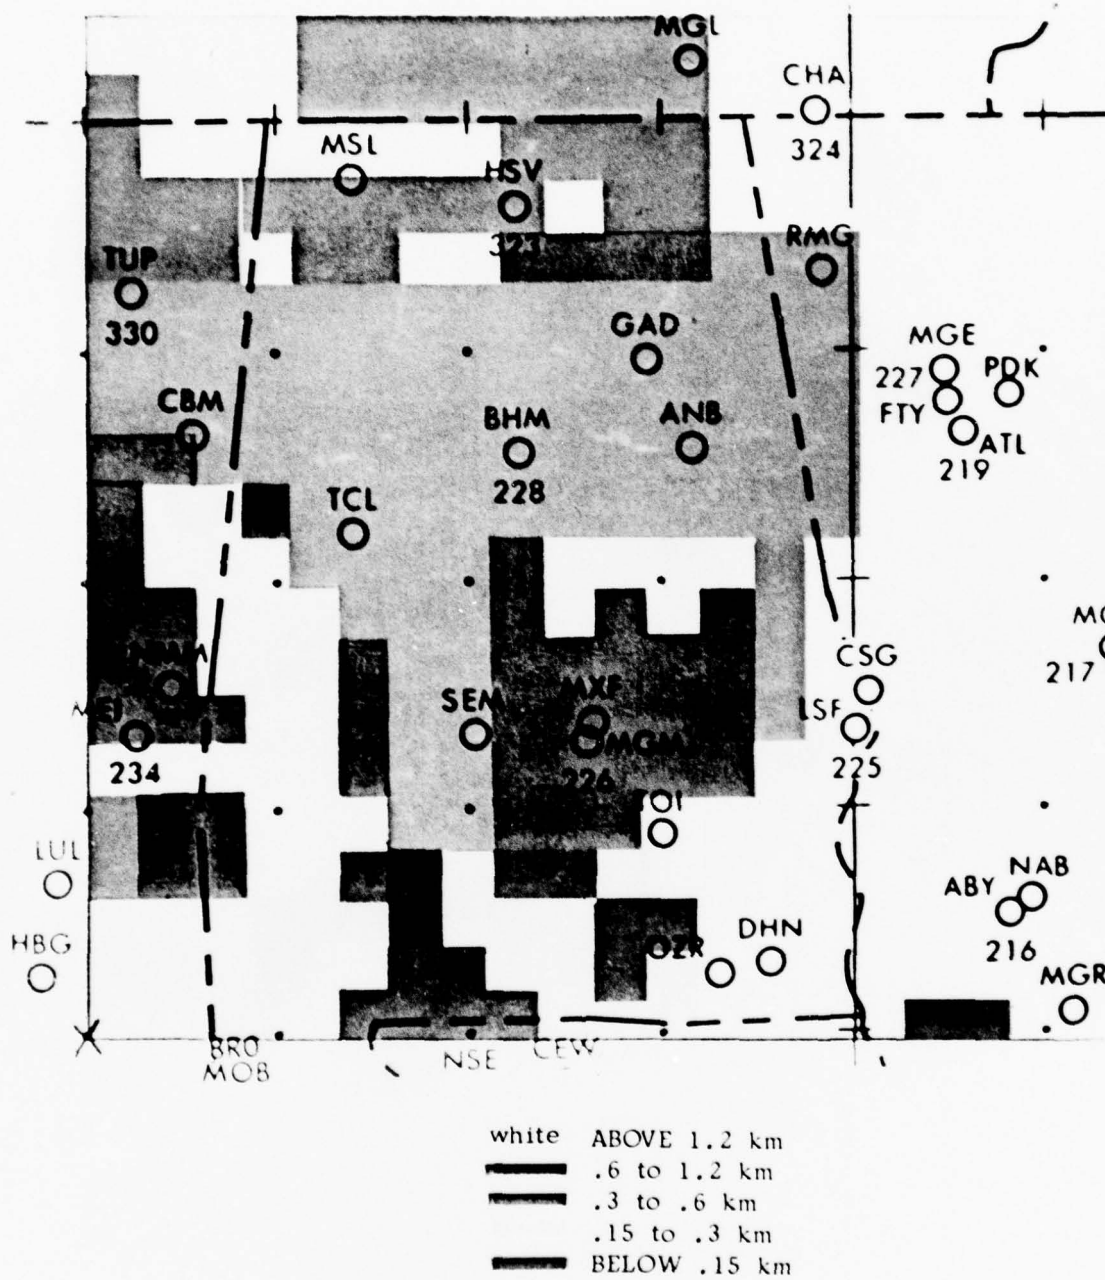 MGL
CHA
324
MSL
HSV
323
RMG
TUP
330
GAD
MGE
227
PDK
FTY
ATL
219
CBM
BHM
228
ANB
TCL
CSG
217
SEM
MXF
LSF
MGM
226
225
234
TOI
LUL
NAB
ABY
216
HBG
OZR
DHN
MGR
BRO
MOB
NSE CEW
white ABOVE 1.2 km
.6 to 1.2 km
.3 to .6 km
.15 to .3 km
BELOW .15 km